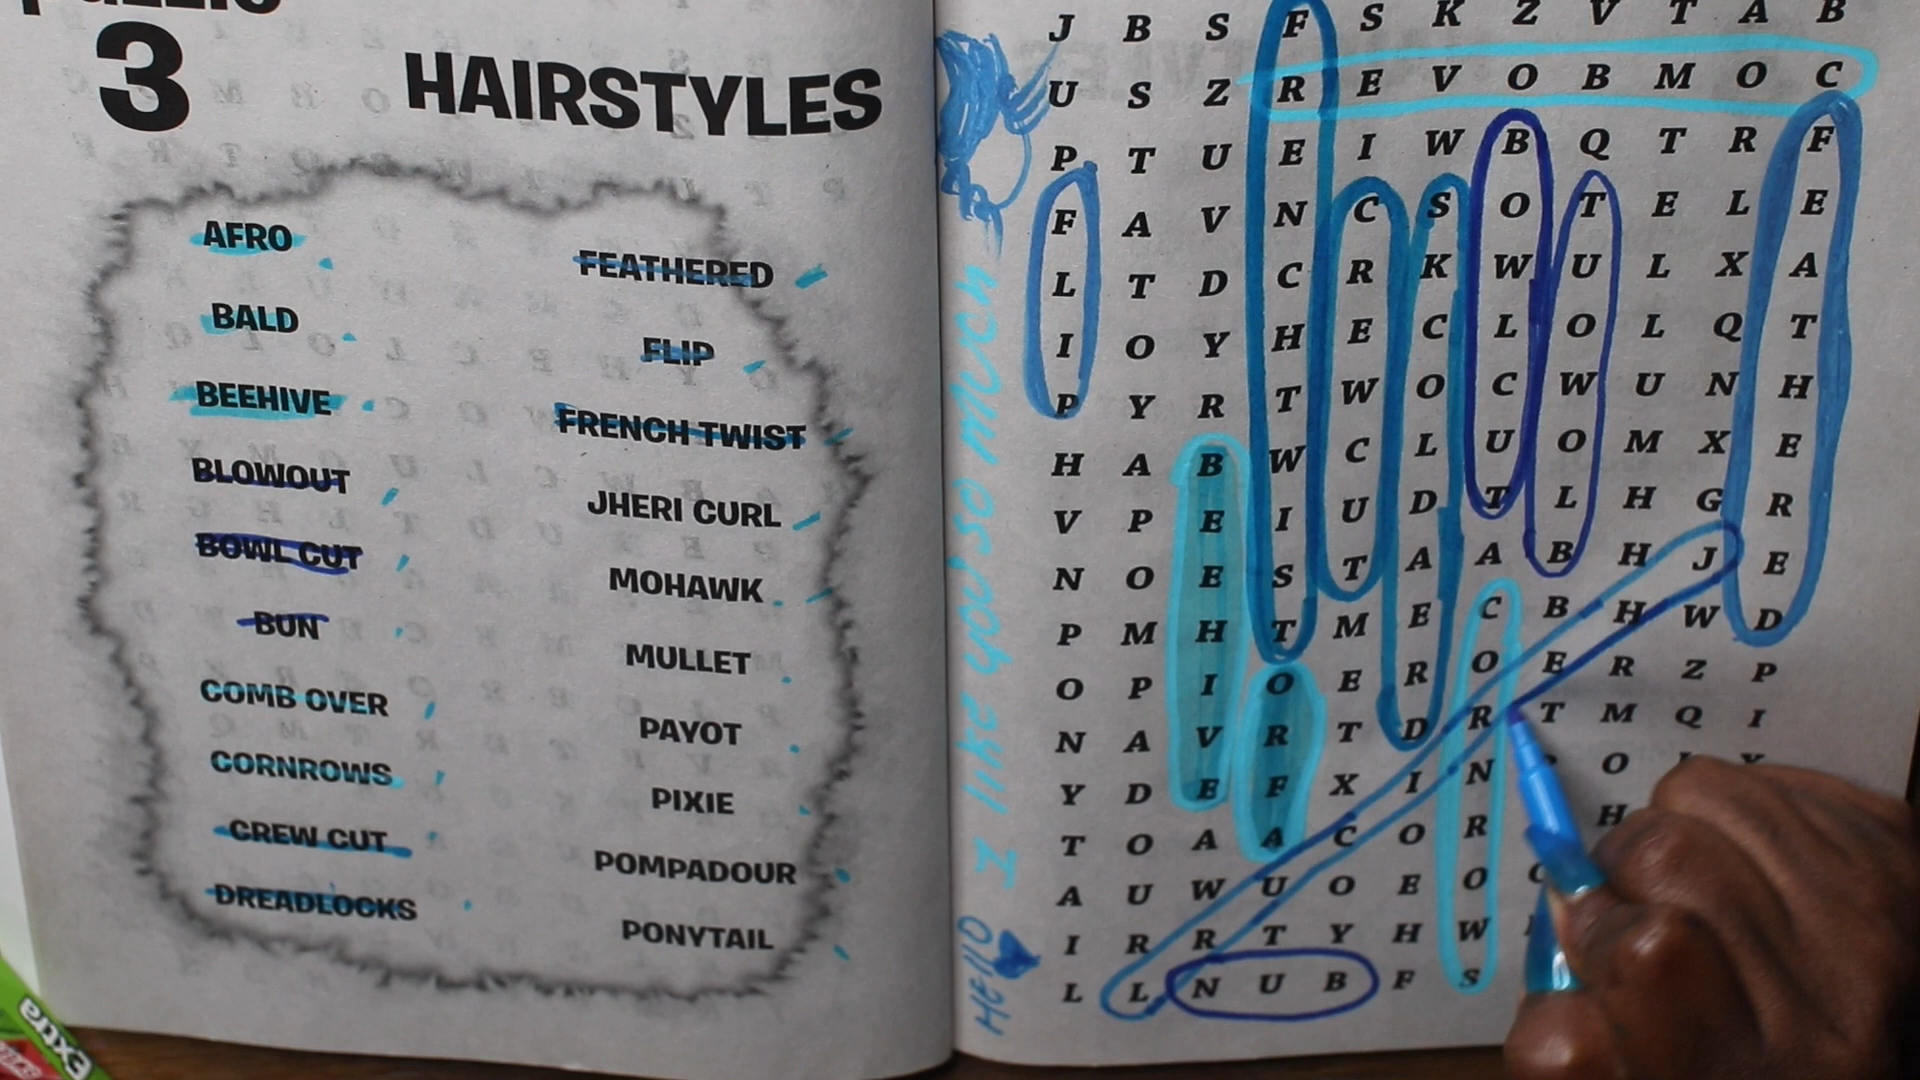 3 HAIRSTYLES
AFRO
BALD
BEEHIVE
BLOWOUT
BOWL CUT
BUN
COMB OVER
CORNROWS
CREW CUT
DREADLOCKS
FEATHERED
FLIP
FRENCH TWIST
JHERI CURL
MOHAWK
MULLET
PAYOT
PIXIE
POMPADOUR
PONYTAIL
HEllO I like you so much
J B S F S K Z V T A B
U S Z R E V O B M O C
P T U E I W B Q T R F
F A V N C S O T E L E
L T D C R K W U L X A
I O Y H E C L O L Q T
P Y R T W O C W U N H
H A B W C L U O M X E
V P E I U D T L H G R
N O E S T A A B H J E
P M H T M E C B H W D
O P I O E R O E R Z P
N A V R T D R T M Q I
Y D E F X I N O
T O A A C O R H
A U W U O E O
I R R T Y H W
L L N U B F S
Extra